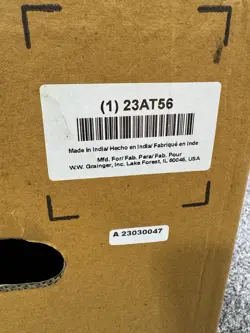 (1) 23AT56
Made In India/ Hecho en India/ Fabriqué en Inde
Mfd. For/ Fab. Para/ Fab. Pour
W.W. Grainger, Inc. Lake Forest, IL 60045, USA
A 23030047